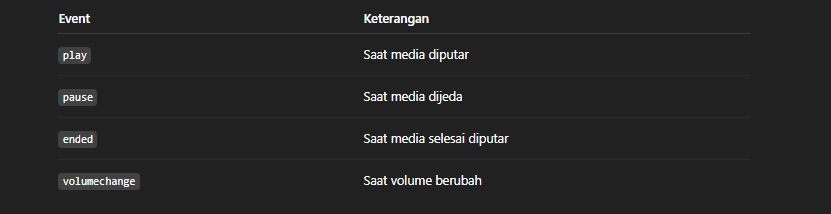 Event Keterangan
play Saat media diputar
pause Saat media dijeda
ended Saat media selesai diputar
volumechange Saat volume berubah